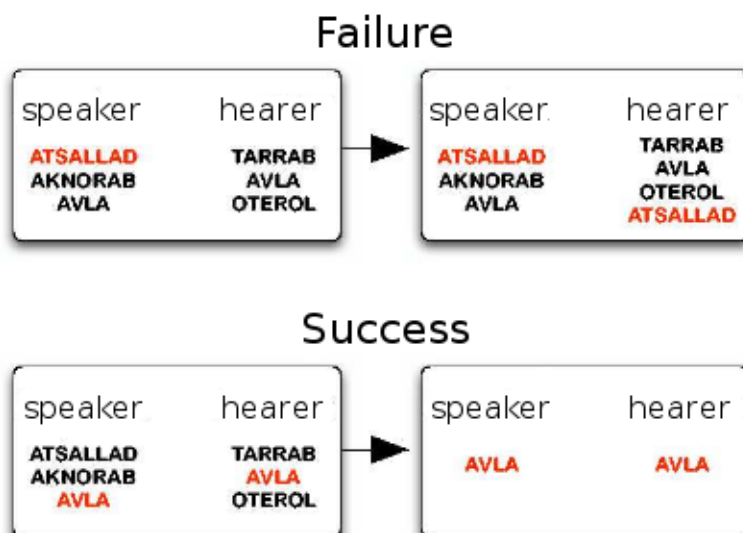 Failure
speaker hearer
ATSALLAD TARRAB
AKNORAB AVLA
AVLA OTEROL
speaker hearer
ATSALLAD TARRAB
AKNORAB AVLA
AVLA OTEROL
ATSALLAD
Success
speaker hearer
ATSALLAD TARRAB
AKNORAB AVLA
AVLA OTEROL
speaker hearer
AVLA AVLA